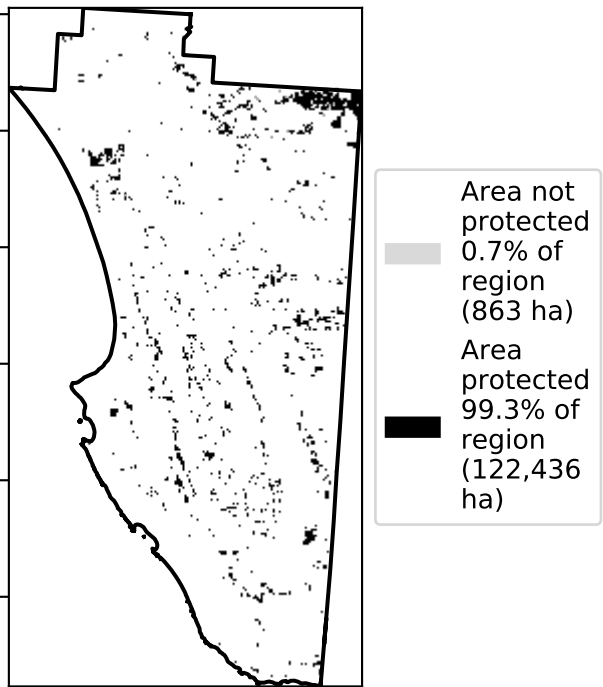 Area not
protected
0.7% of
region
(863 ha)
Area
protected
99.3% of
region
(122,436
ha)